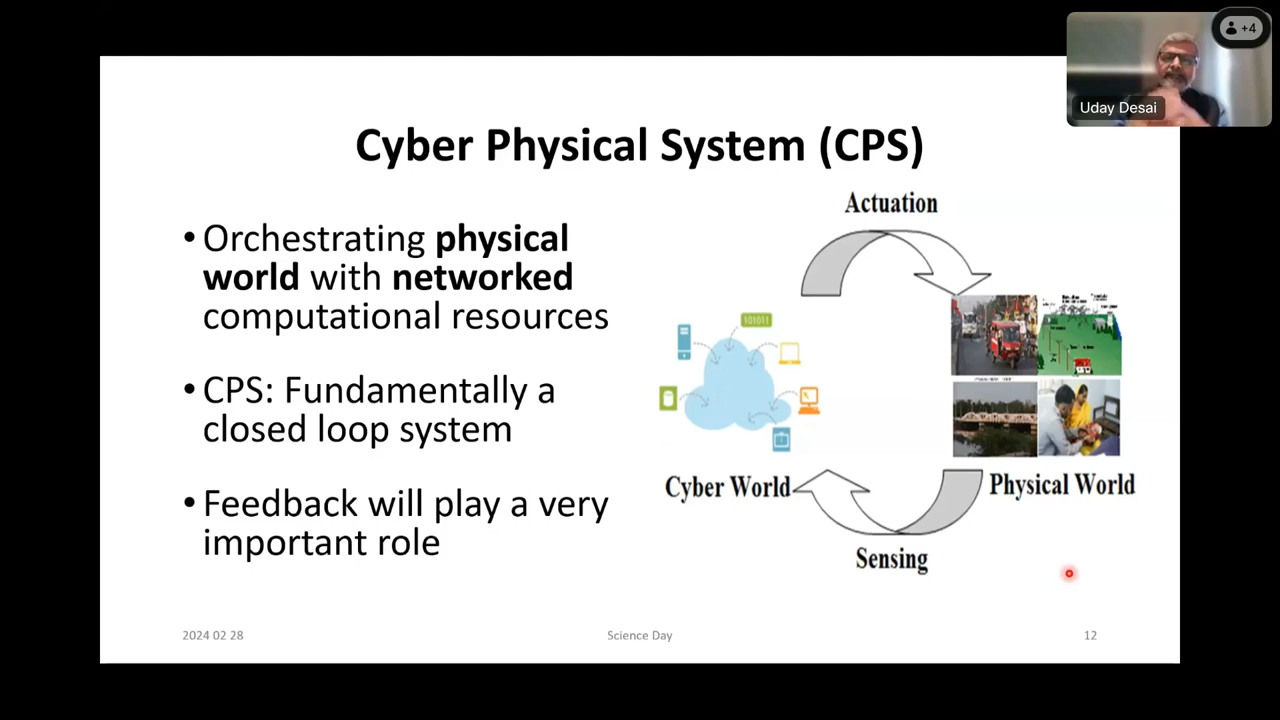 +4
Uday Desai
Cyber Physical System (CPS)
• Orchestrating physical
world with networked
computational resources
• CPS: Fundamentally a
closed loop system
• Feedback will play a very
important role
Actuation
101011
Cyber World
Physical World
Sensing
2024 02 28
Science Day
12